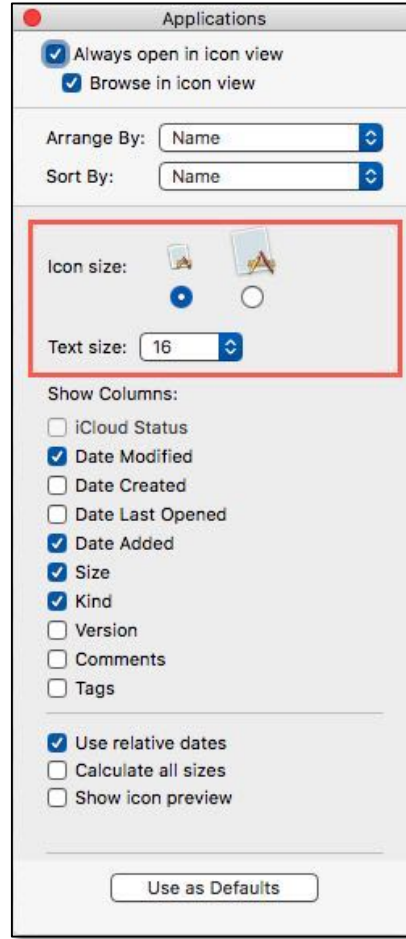 Applications
Always open in icon view
Browse in icon view
Arrange By: Name
Sort By: Name
Icon size:
Text size: 16
Show Columns:
iCloud Status
Date Modified
Date Created
Date Last Opened
Date Added
Size
Kind
Version
Comments
Tags
Use relative dates
Calculate all sizes
Show icon preview
Use as Defaults